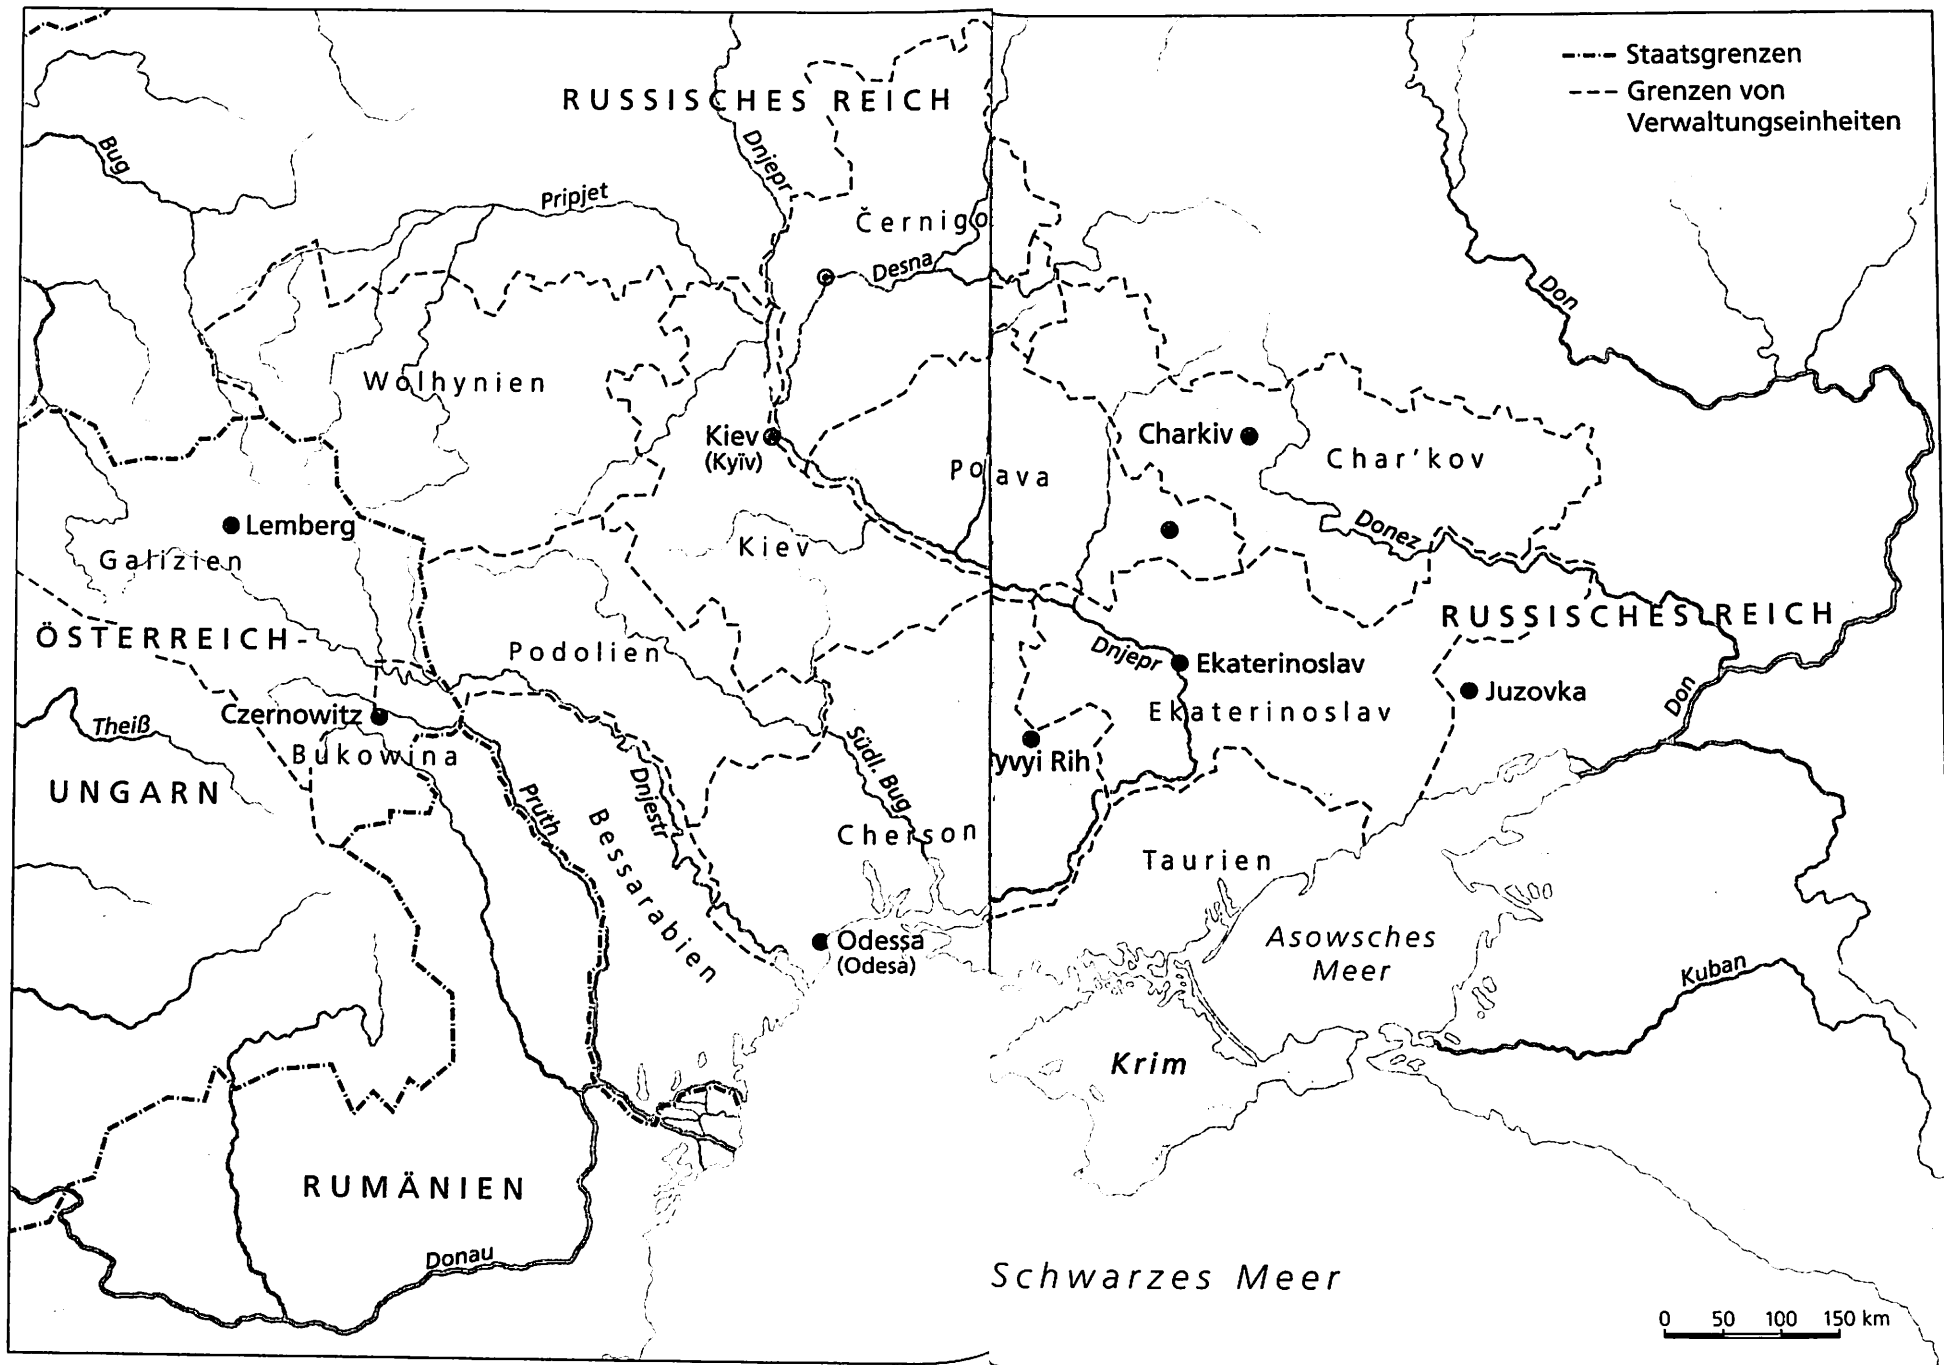 Staatsgrenzen
Grenzen von
Verwaltungseinheiten
RUSSISCHES REICH
Bug
Dnjepr
Pripjet
Černigo
Desna
Don
Wolhynien
Kiev
(Kyïv)
Po
ava
Charkiv
Char'kov
Lemberg
Galizien
Kiev
Donez
ÖSTERREICH-
Podolien
RUSSISCHES REICH
Dnjepr
Ekaterinoslav
Juzovka
Don
Czernowitz
Theiß
Bukowina
Ekaterinoslav
UNGARN
Pruth
Dnjestr
Südl. Bug
yvyi Rih
Bessarabien
Cherson
Taurien
Odessa
(Odesa)
Asowsches
Meer
Kuban
Krim
RUMÄNIEN
Donau
Schwarzes Meer
0 50 100 150 km